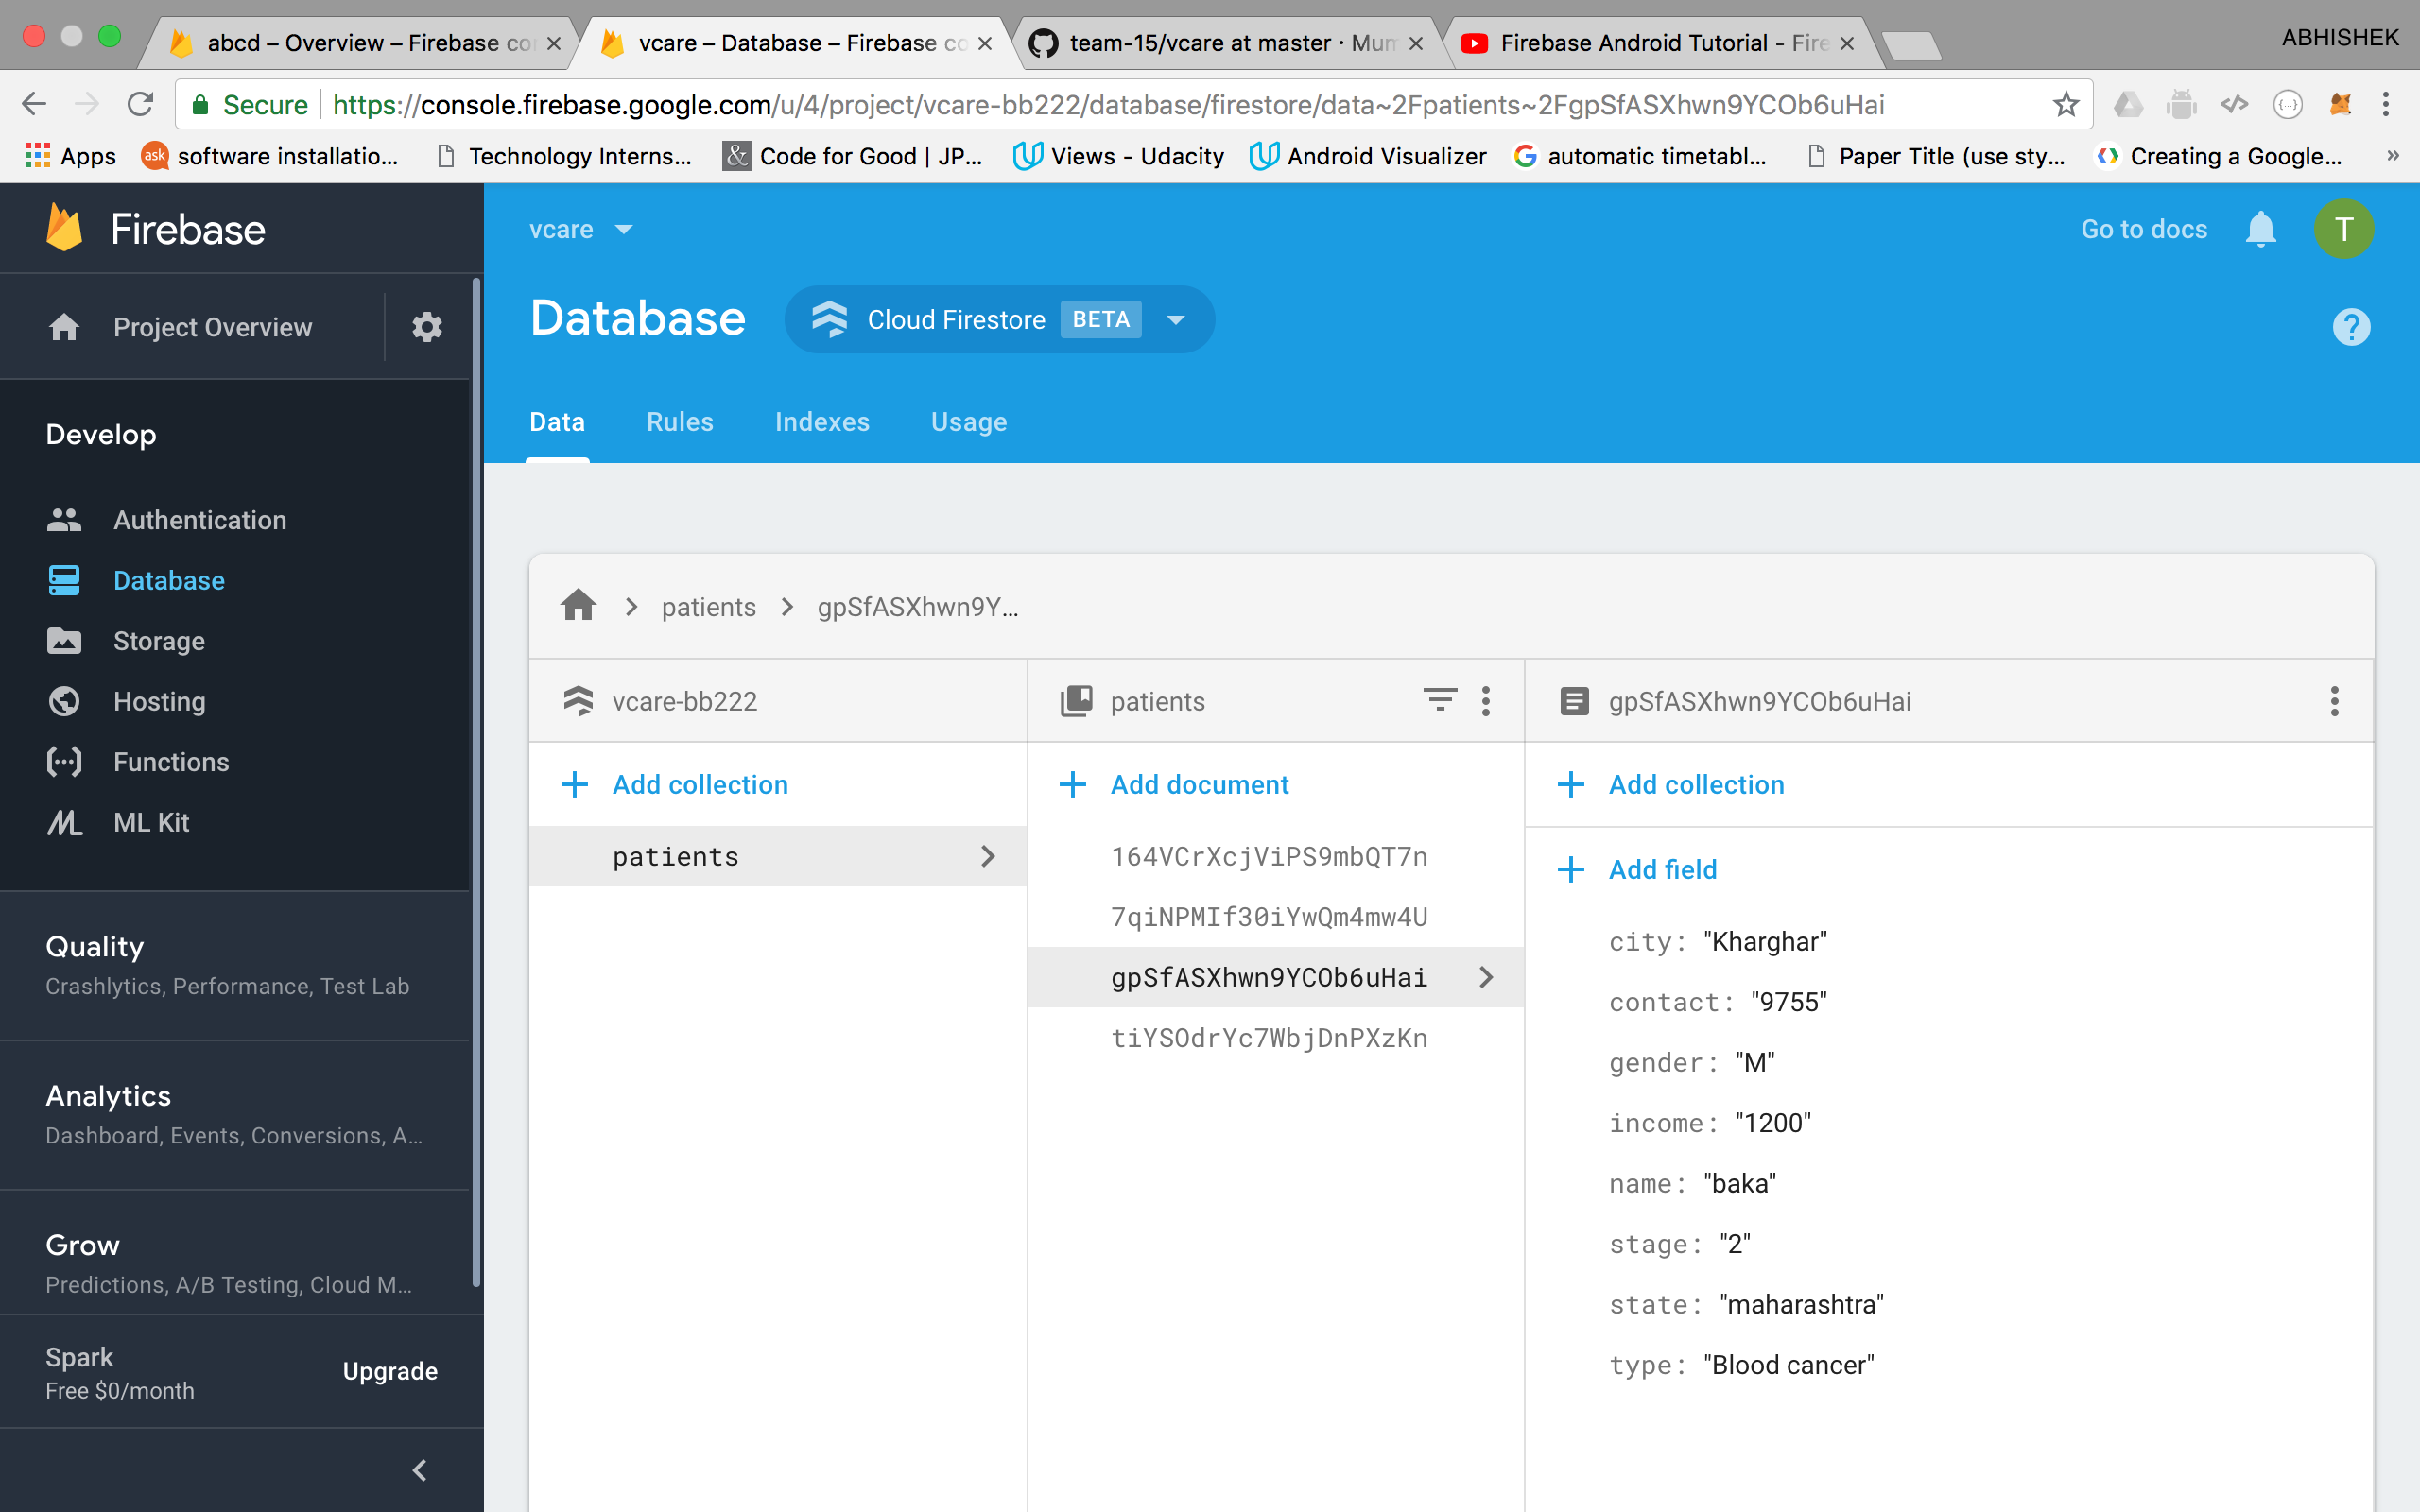 abcd – Overview – Firebase co
vcare – Database – Firebase co
team-15/vcare at master · Mum
Firebase Android Tutorial - Fire
ABHISHEK
Secure https://console.firebase.google.com/u/4/project/vcare-bb222/database/firestore/data~2Fpatients~2FgpSfASXhwn9YCOb6uHai
Apps
ask
software installatio...
Technology Interns...
&
Code for Good | JP...
Views - Udacity
Android Visualizer
G
automatic timetabl...
Paper Title (use sty...
Creating a Google...
»
Firebase
vcare
Go to docs
T
Project Overview
Database
Cloud Firestore BETA
?
Data Rules Indexes Usage
Develop
Authentication
Database
Storage
Hosting
Functions
ML Kit
Quality
Crashlytics, Performance, Test Lab
Analytics
Dashboard, Events, Conversions, A...
Grow
Predictions, A/B Testing, Cloud M...
Spark
Free $0/month
Upgrade
patients
gpSfASXhwn9Y...
vcare-bb222
Add collection
patients
patients
Add document
164VCrXcjViPS9mbQT7n
7qiNPMIf30iYwQm4mw4U
gpSfASXhwn9YCOb6uHai
tiYSOdrYc7WbjDnPXzKn
gpSfASXhwn9YCOb6uHai
Add collection
Add field
city: "Kharghar"
contact: "9755"
gender: "M"
income: "1200"
name: "baka"
stage: "2"
state: "maharashtra"
type: "Blood cancer"